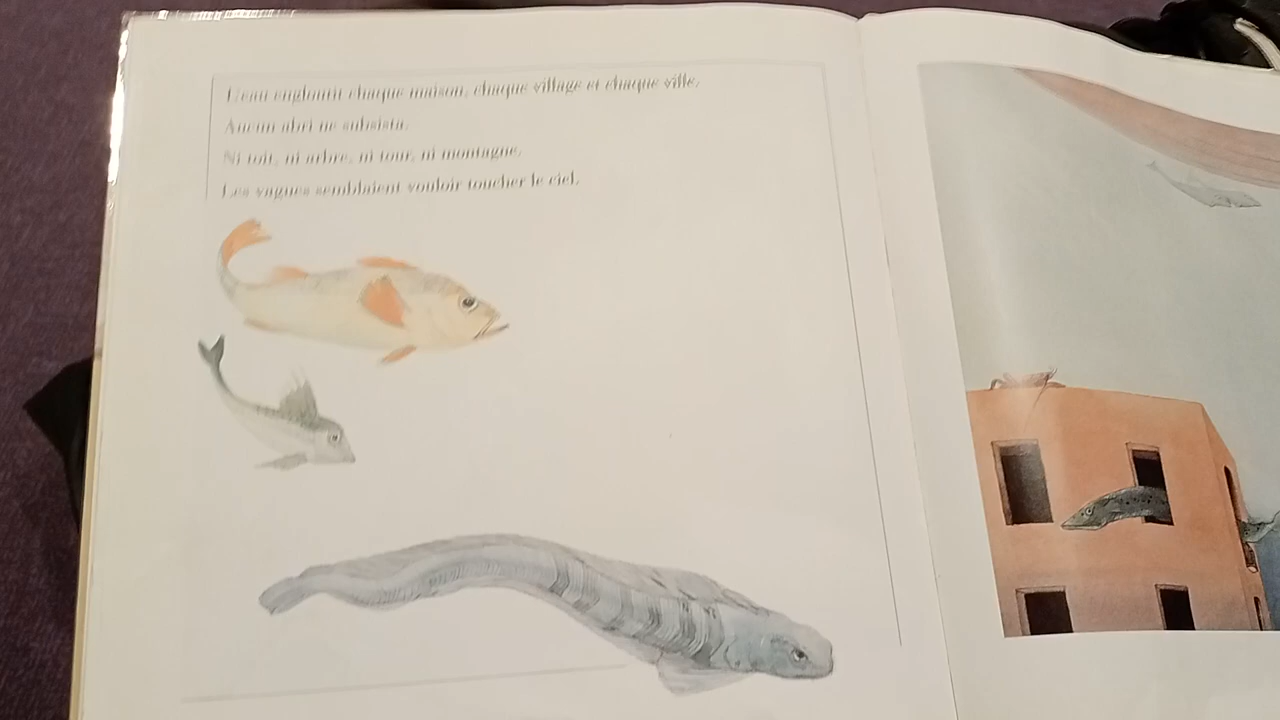 L'eau engloutit chaque maison, chaque village et chaque ville.
Aucun abri ne subsista.
Ni toit, ni arbre, ni tour, ni montagne.
Les vagues semblaient vouloir toucher le ciel.